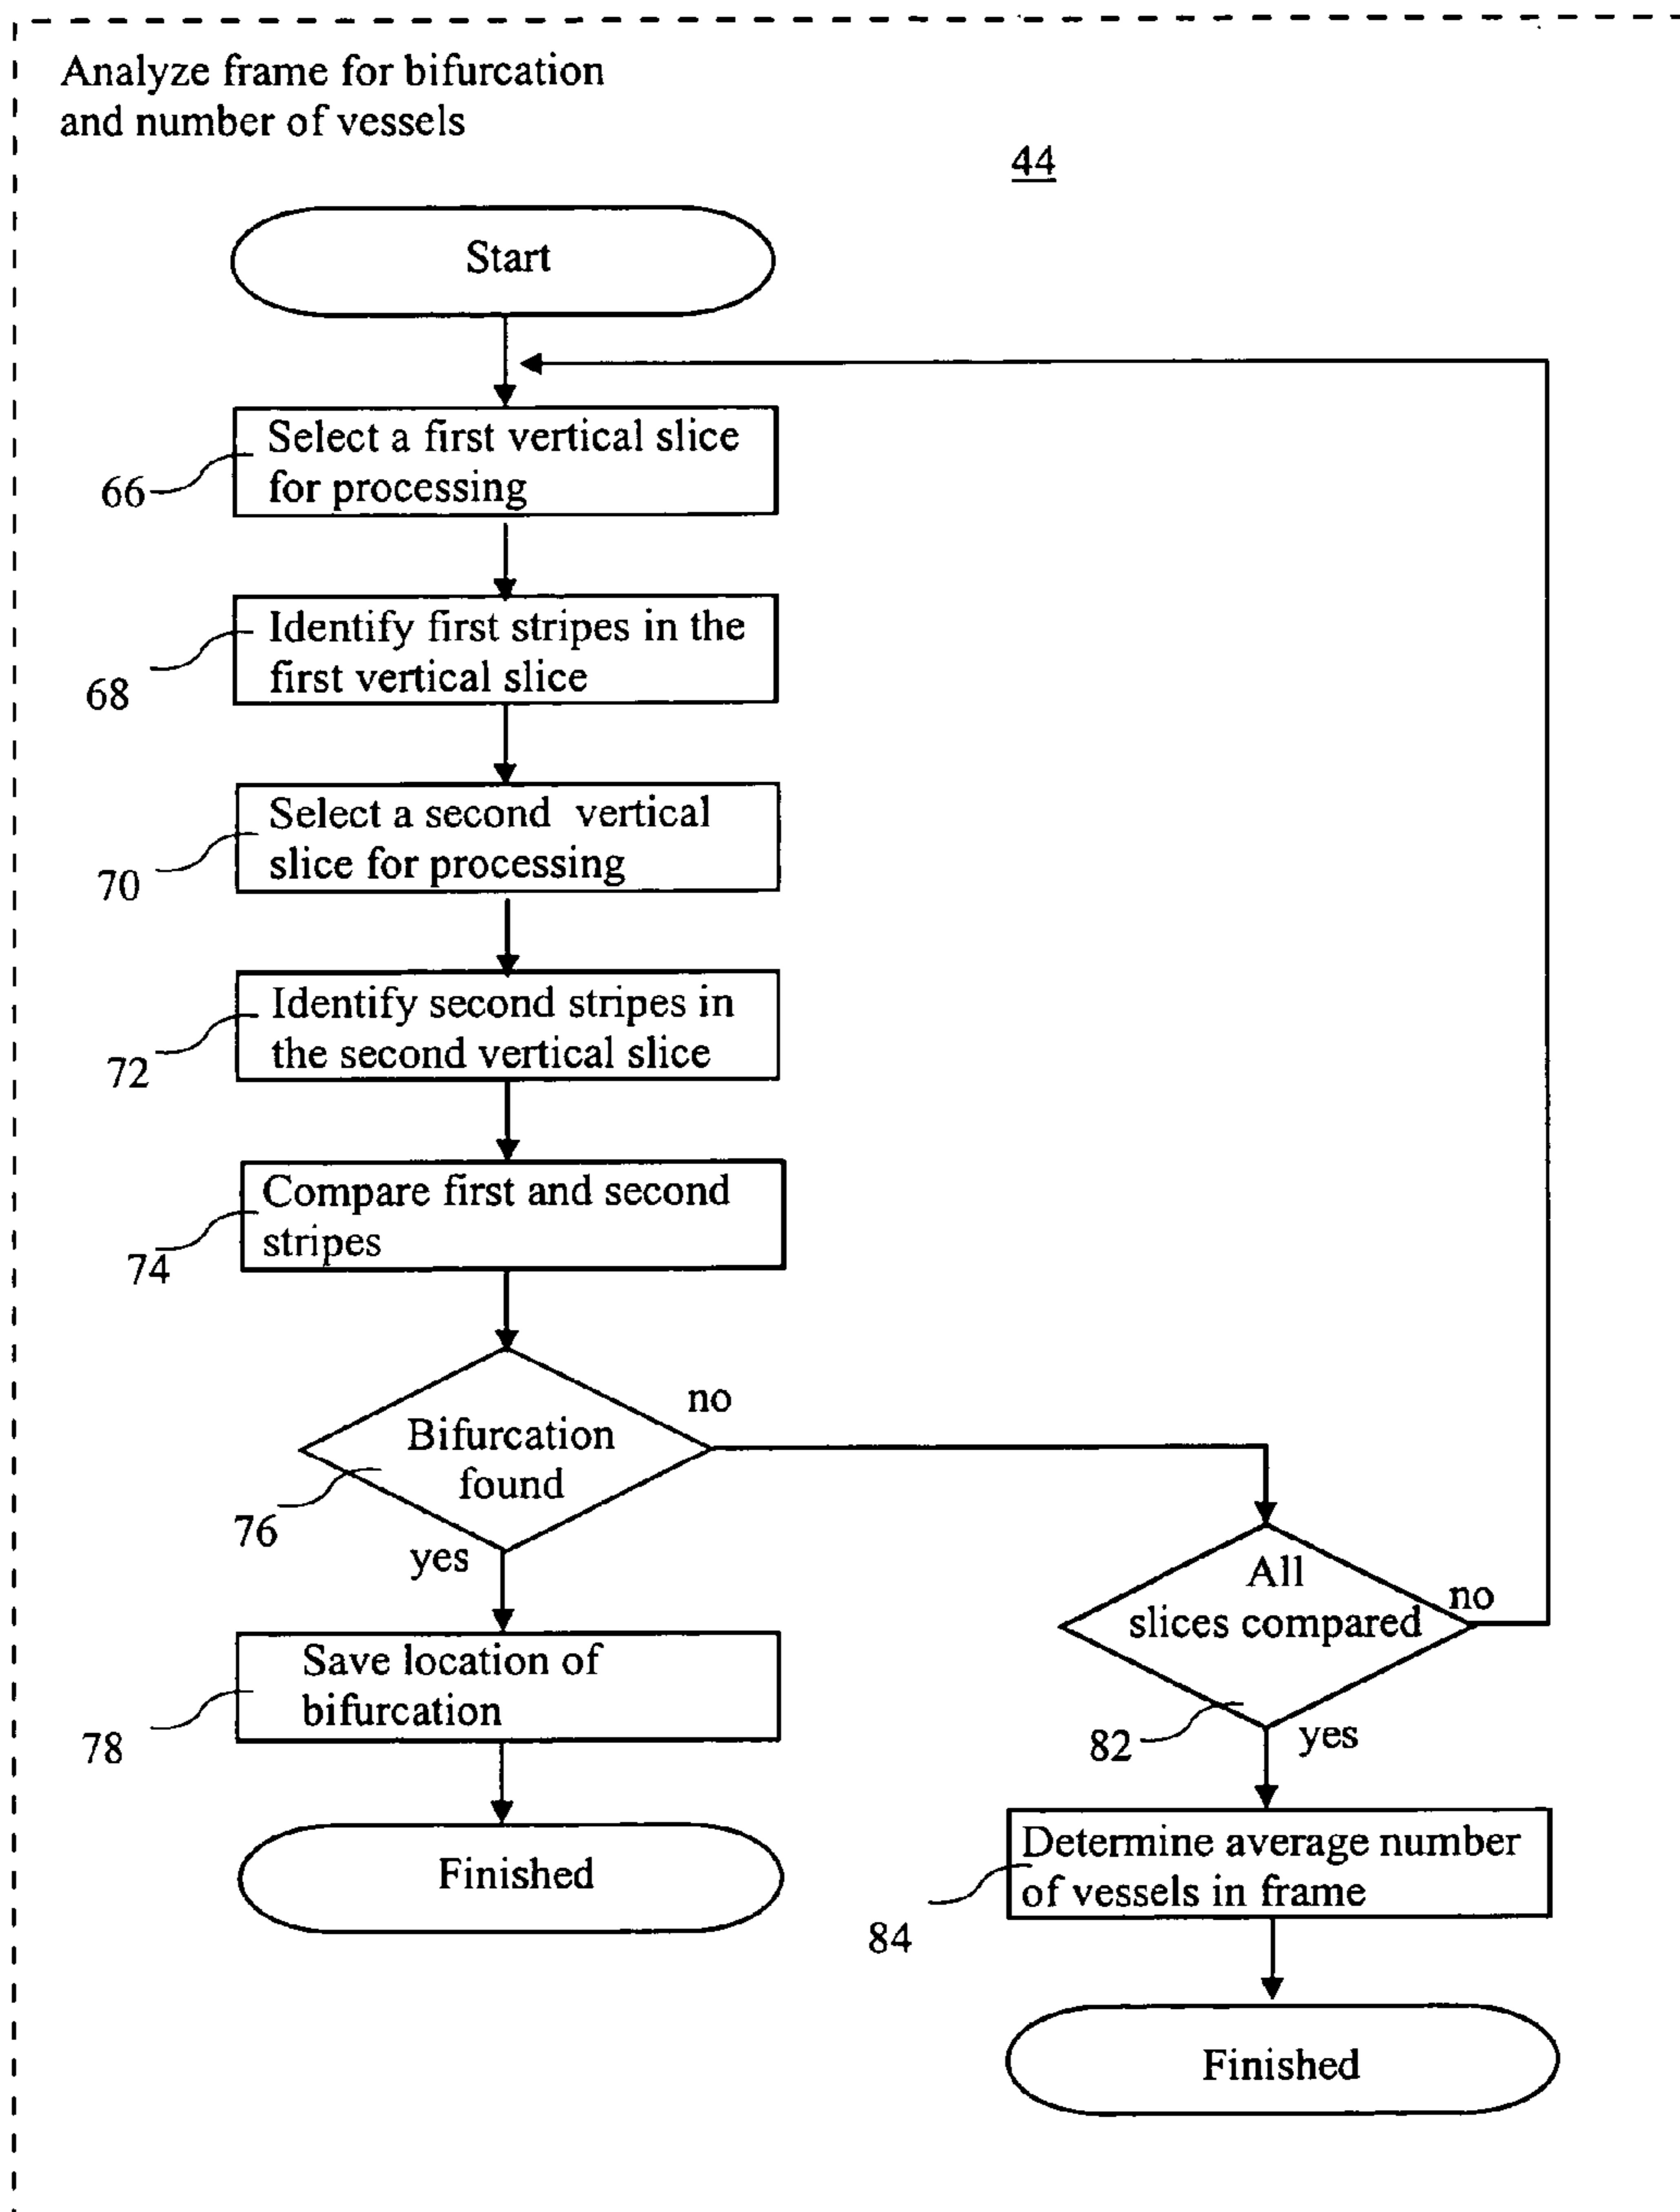 Analyze frame for bifurcation
and number of vessels
44
Start
Select a first vertical slice
for processing
66
Identify first stripes in the
first vertical slice
68
Select a second vertical
slice for processing
70
Identify second stripes in
the second vertical slice
72
Compare first and second
stripes
74
Bifurcation
found
76
no
yes
Save location of
bifurcation
78
Finished
All
slices compared
no
82
yes
Determine average number
of vessels in frame
84
Finished